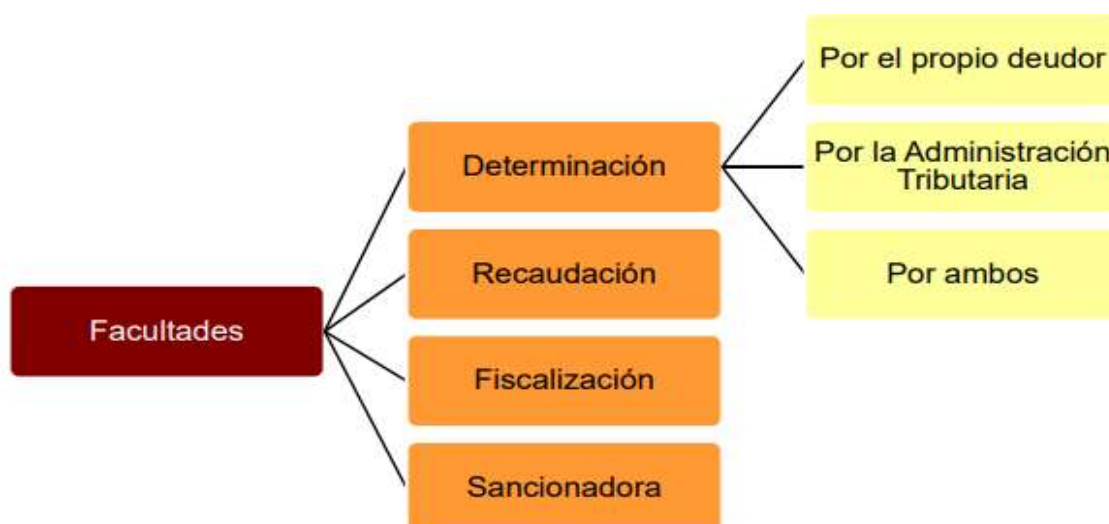 Facultades
Determinación
Recaudación
Fiscalización
Sancionadora
Por el propio deudor
Por la Administración
Tributaria
Por ambos